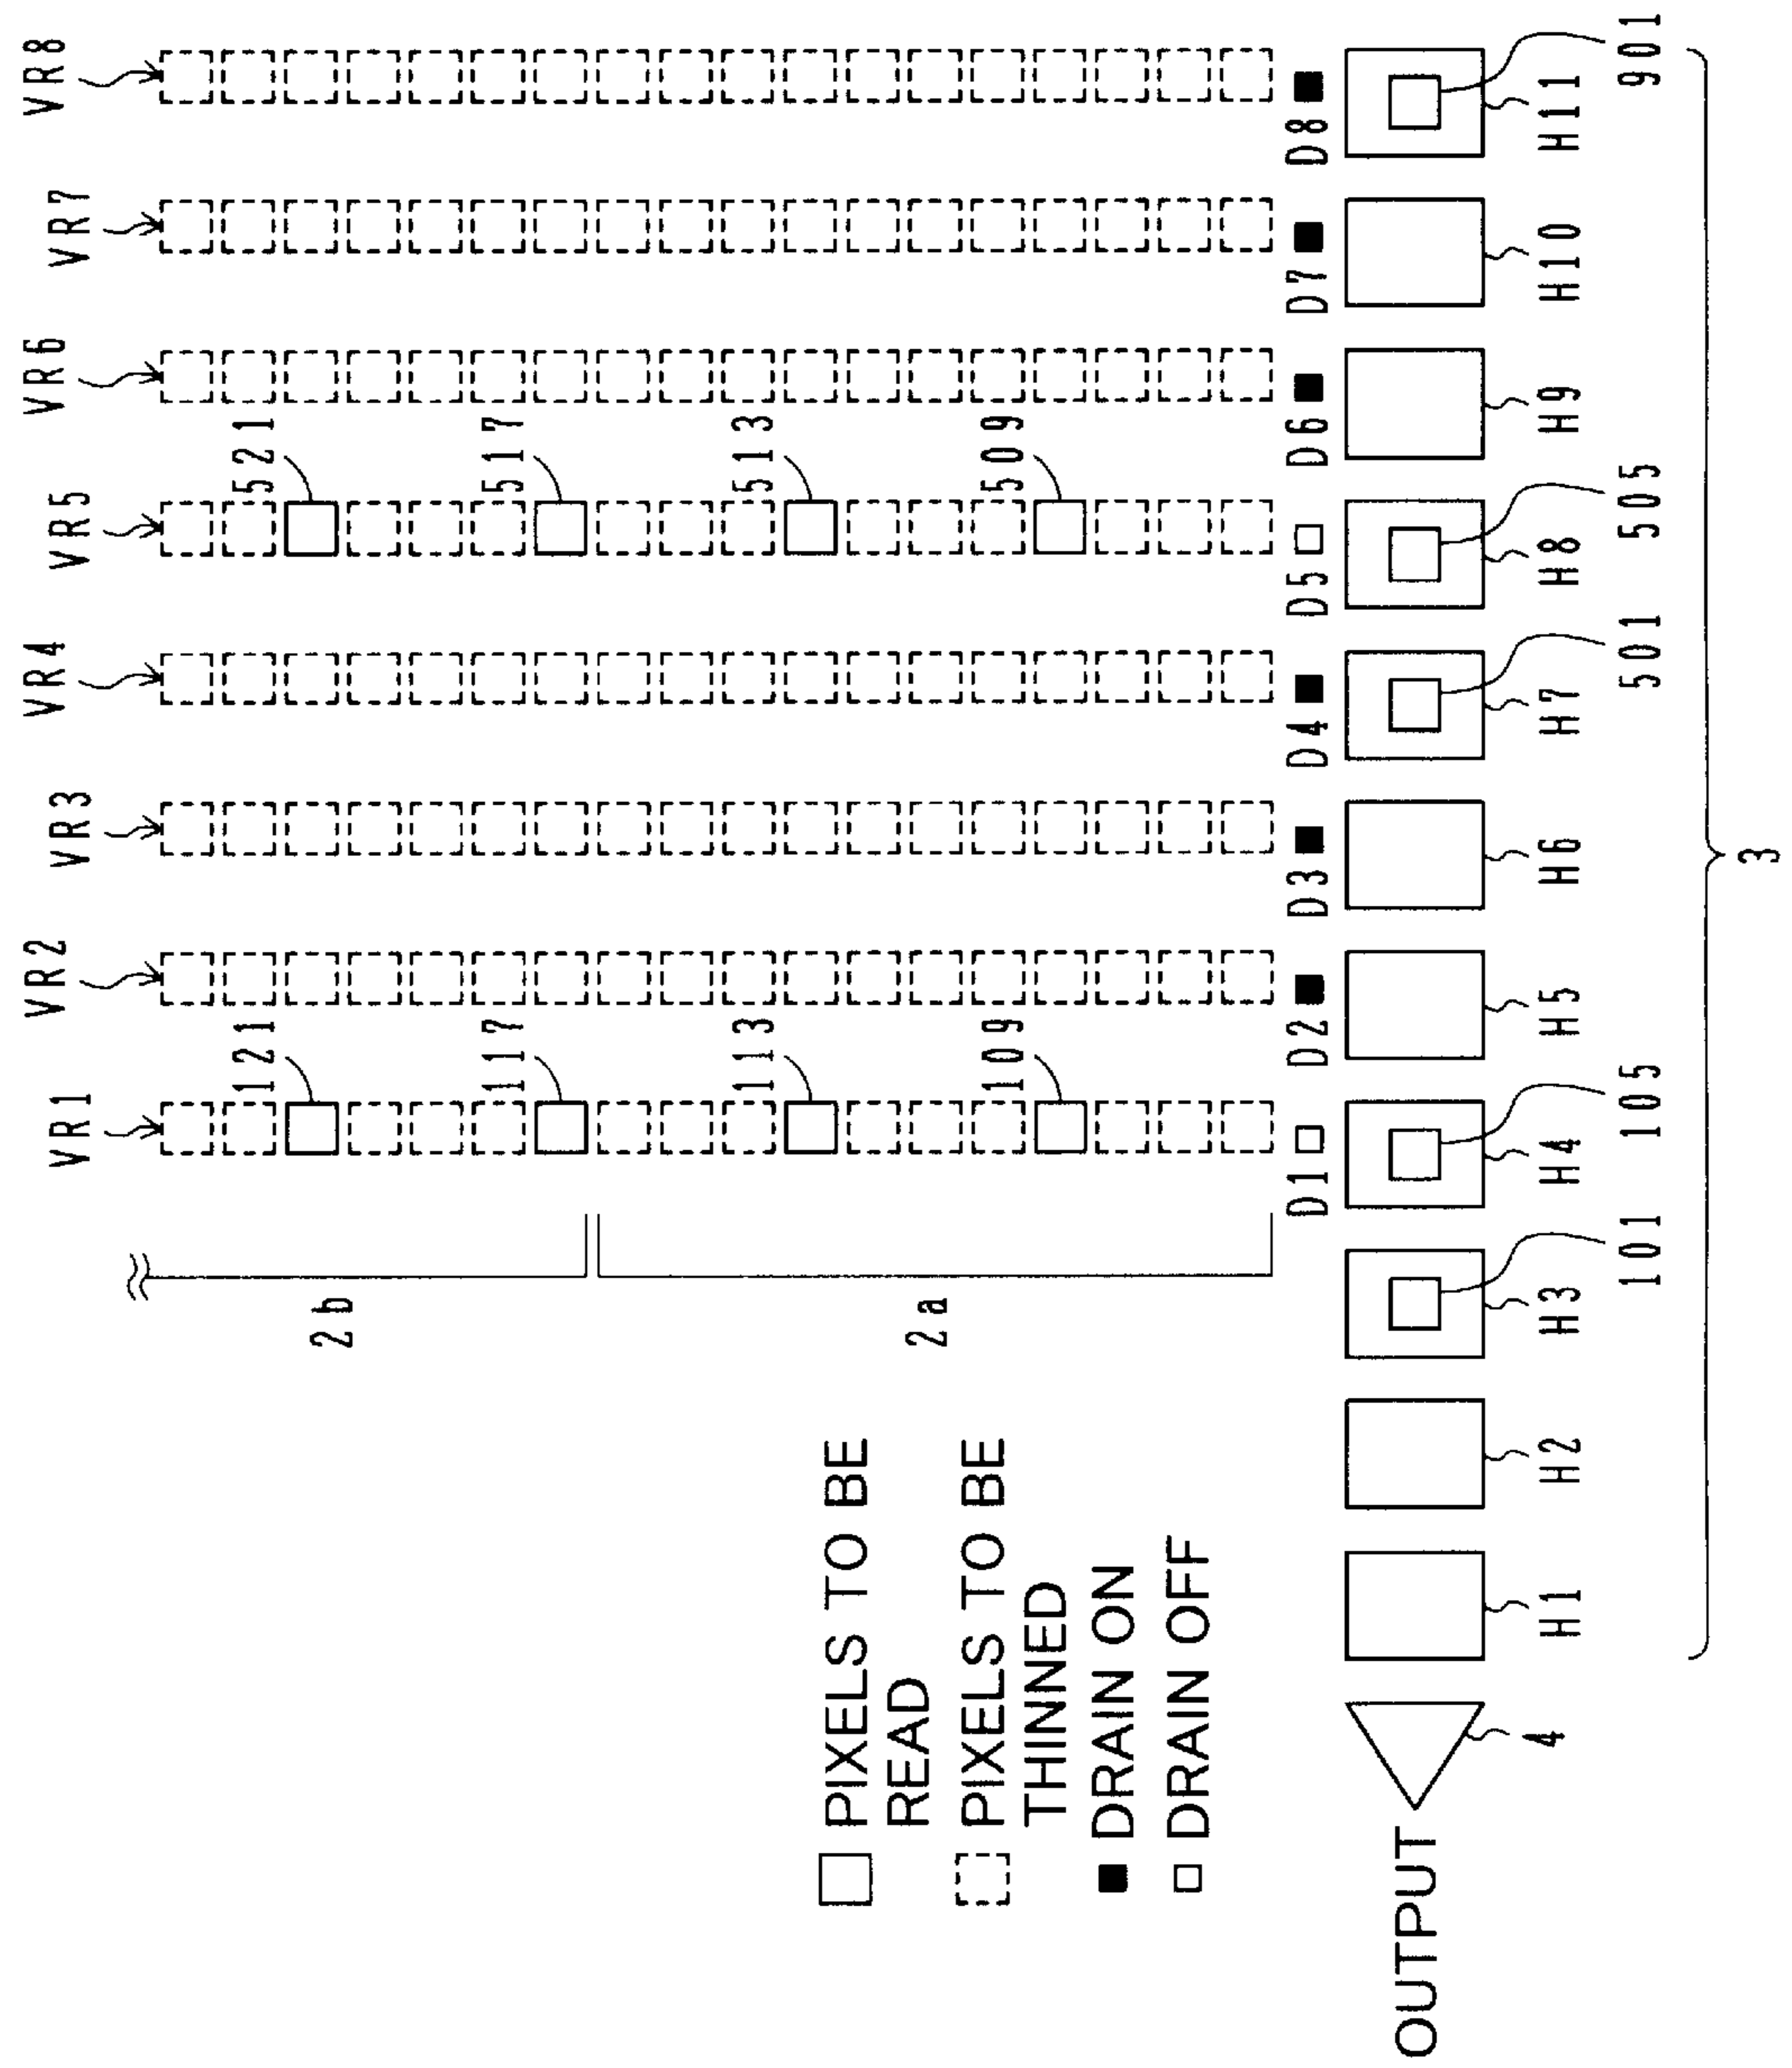 VR1
VR2
VR3
VR4
VR5
VR6
VR7
VR8
121
117
113
109
521
517
513
509
2b
2a
D1
D2
D3
D4
D5
D6
D7
D8
PIXELS TO BE
READ
PIXELS TO BE
THINNED
DRAIN ON
DRAIN OFF
OUTPUT
4
H1
H2
H3
H4
H5
H6
H7
H8
H9
H10
H11
101
105
501
505
901
3